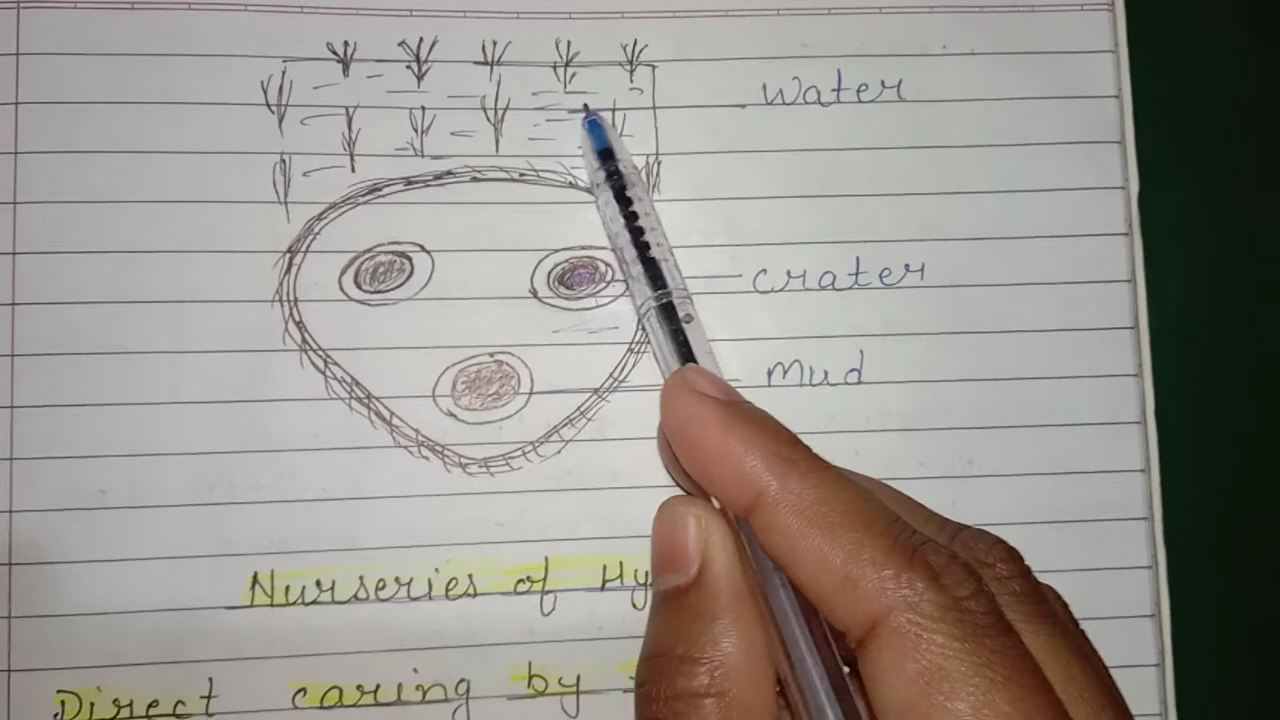 Water
Crater
Mud
Nurseries of Hy
Direct caring by